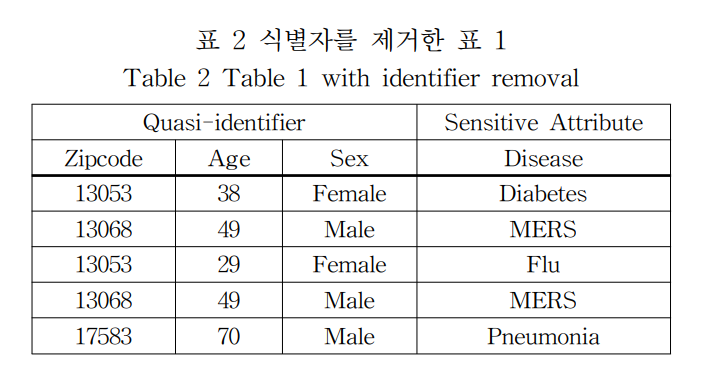 표 2 식별자를 제거한 표 1
Table 2 Table 1 with identifier removal
Quasi-identifier Sensitive Attribute
Zipcode Age Sex Disease
13053 38 Female Diabetes
13068 49 Male MERS
13053 29 Female Flu
13068 49 Male MERS
17583 70 Male Pneumonia